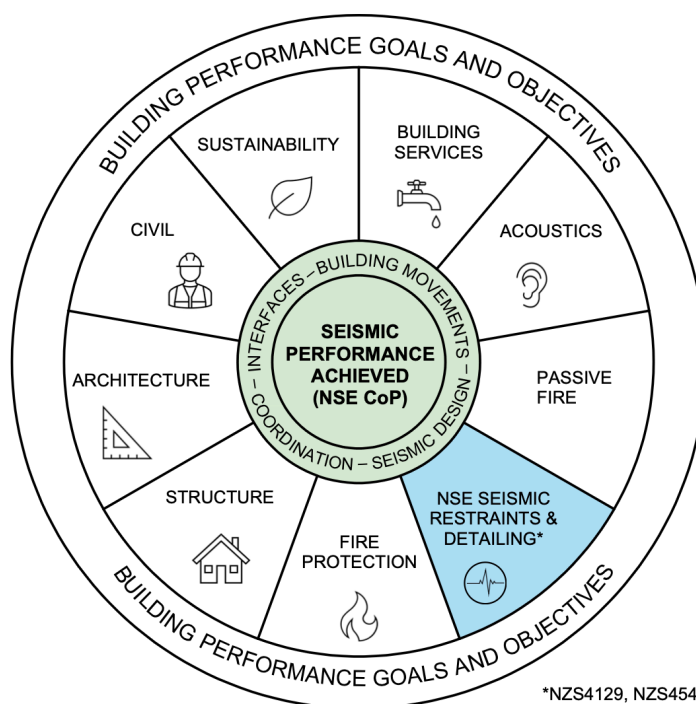 BUILDING PERFORMANCE GOALS AND OBJECTIVES
SUSTAINABILITY
BUILDING
SERVICES
CIVIL
ACOUSTICS
INTERFACES – BUILDING MOVEMENTS –
SEISMIC
PERFORMANCE
ACHIEVED
(NSE CoP)
COORDINATION – SEISMIC DESIGN –
ARCHITECTURE
PASSIVE
FIRE
STRUCTURE
FIRE
PROTECTION
NSE SEISMIC
RESTRAINTS &
DETAILING*
BUILDING PERFORMANCE GOALS AND OBJECTIVES
*NZS4129, NZS454